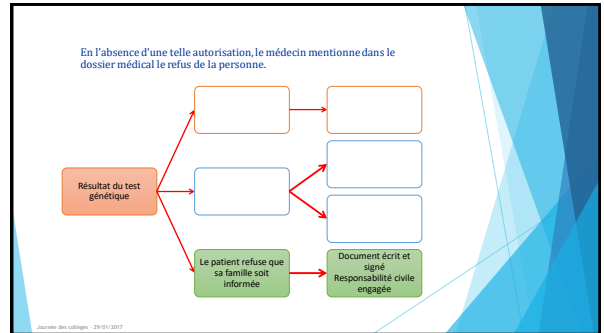 En l'absence d'une telle autorisation, le médecin mentionne dans le
dossier médical le refus de la personne.
Résultat du test
génétique
Le patient refuse que
sa famille soit
informée
Document écrit et
signé
Responsabilité civile
engagée
Journée des collèges - 29/01/2017